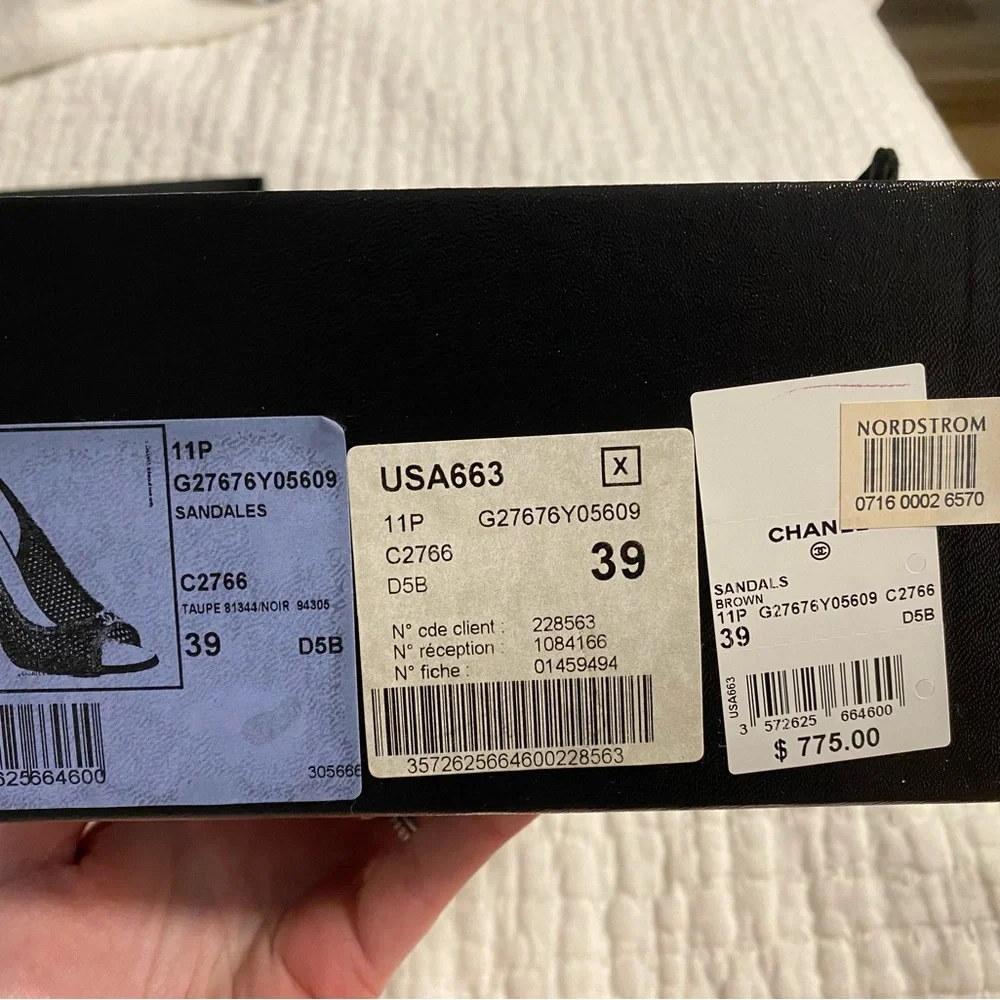 11P
G27676Y05609
SANDALES
C2766
TAUPE 81344/NOIR 94305
39 D5B
625664600
305666
USA663 X
11P G27676Y05609
C2766
39
D5B
N° cde client : 228563
N° réception : 1084166
N° fiche : 01459494
3572625664600228563
NORDSTROM
0716 0002 6570
CHANEL
SANDALS
BROWN
11P G27676Y05609 C2766
39 D5B
USA663
3 572625 664600
$ 775.00